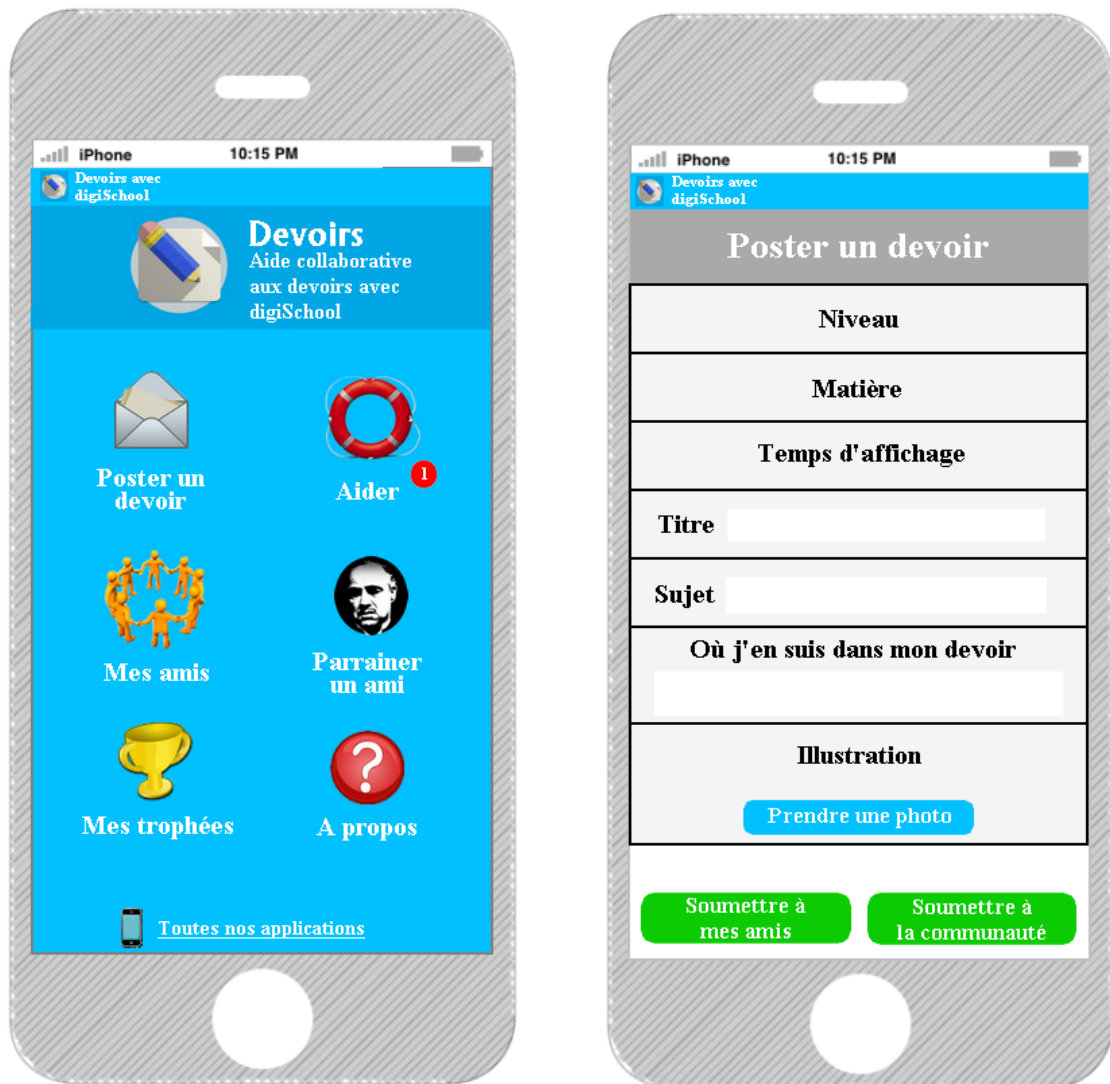 iPhone 10:15 PM
Devoirs avec
digiSchool
Devoirs
Aide collaborative
aux devoirs avec
digiSchool
Poster un
devoir
Aider
1
Mes amis
Parrainer
un ami
Mes trophées
A propos
Toutes nos applications
iPhone 10:15 PM
Devoirs avec
digiSchool
Poster un devoir
Niveau
Matière
Temps d'affichage
Titre
Sujet
Où j'en suis dans mon devoir
Illustration
Prendre une photo
Soumettre à
mes amis
Soumettre à
la communauté